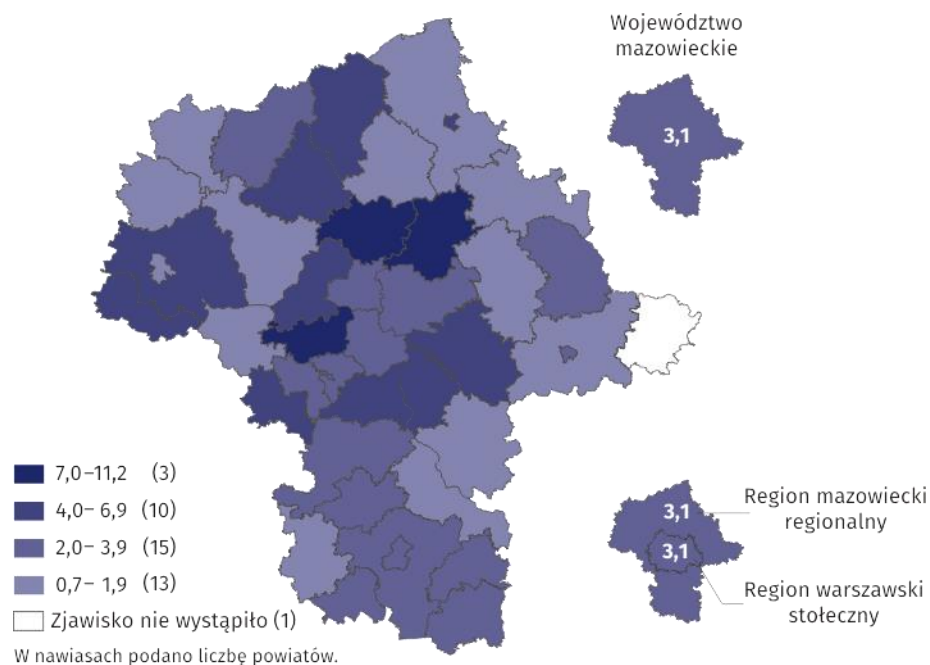 Województwo
mazowieckie
3,1
7,0–11,2 (3)
4,0– 6,9 (10)
2,0– 3,9 (15)
0,7– 1,9 (13)
Zjawisko nie wystąpiło (1)
W nawiasach podano liczbę powiatów.
3,1
Region mazowiecki
regionalny
3,1
Region warszawski
stołeczny